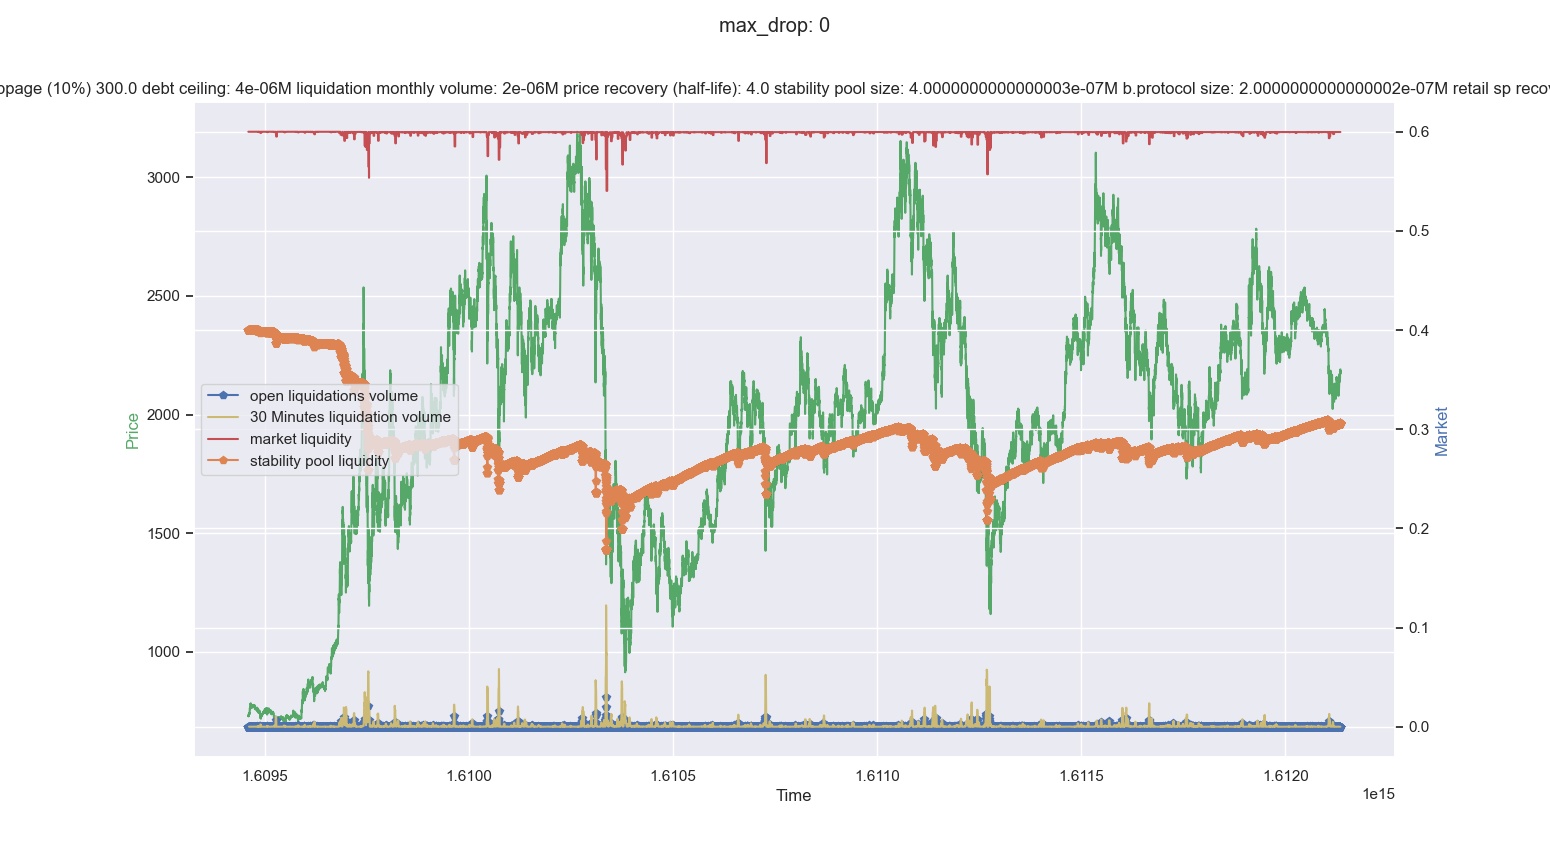 max_drop: 0
(10%) 300.0 debt ceiling: 4e-06M liquidation monthly volume: 2e-06M price recovery (half-life): 4.0 stability pool size: 4.0000000000000003e-07M b.protocol size: 2.0000000000000002e-07M retail sp
0.6
3000
0.5
2500
0.4
open liquidations volume
30 Minutes liquidation volume
market liquidity
stability pool liquidity
2000
Price
Market
0.3
1500
0.2
1000
0.1
0.0
1.6095
1.6100
1.6105
1.6110
1.6115
1.6120
Time
1e15